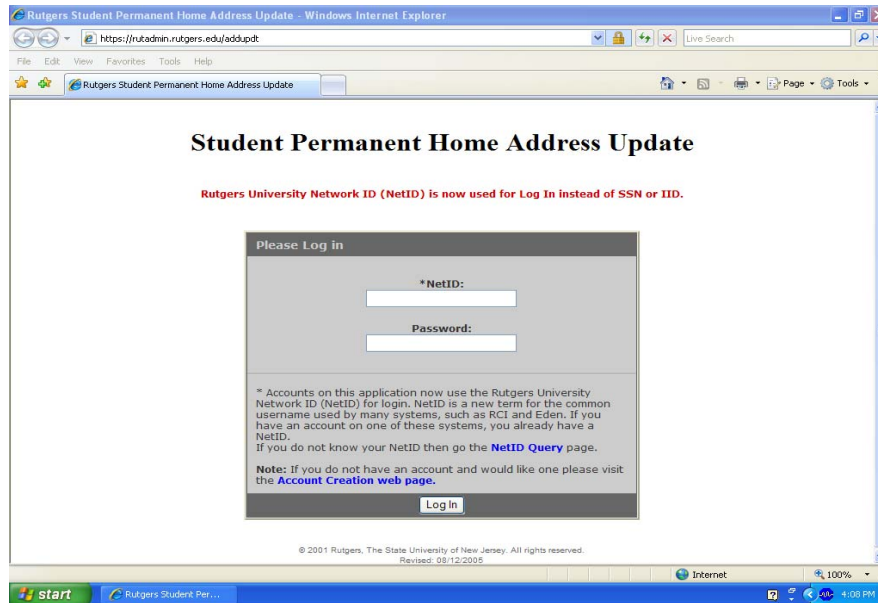 Rutgers Student Permanent Home Address Update - Windows Internet Explorer
https://rutadmin.rutgers.edu/addupdt
Live Search
File Edit View Favorites Tools Help
Rutgers Student Permanent Home Address Update
Page Tools
Student Permanent Home Address Update
Rutgers University Network ID (NetID) is now used for Log In instead of SSN or IID.
Please Log in
*NetID:
Password:
* Accounts on this application now use the Rutgers University
Network ID (NetID) for login. NetID is a new term for the common
username used by many systems, such as RCI and Eden. If you
have an account on one of these systems, you already have a
NetID.
If you do not know your NetID then go the NetID Query page.
Note: If you do not have an account and would like one please visit
the Account Creation web page.
Log In
© 2001 Rutgers, The State University of New Jersey. All rights reserved.
Revised: 08/12/2005
Internet 100%
start Rutgers Student Per... 4:08 PM